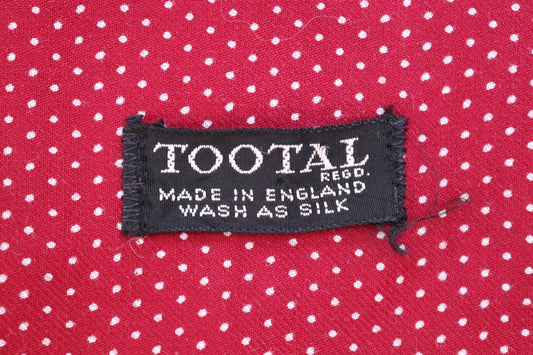 TOOTAL
REGD.
MADE IN ENGLAND
WASH AS SILK